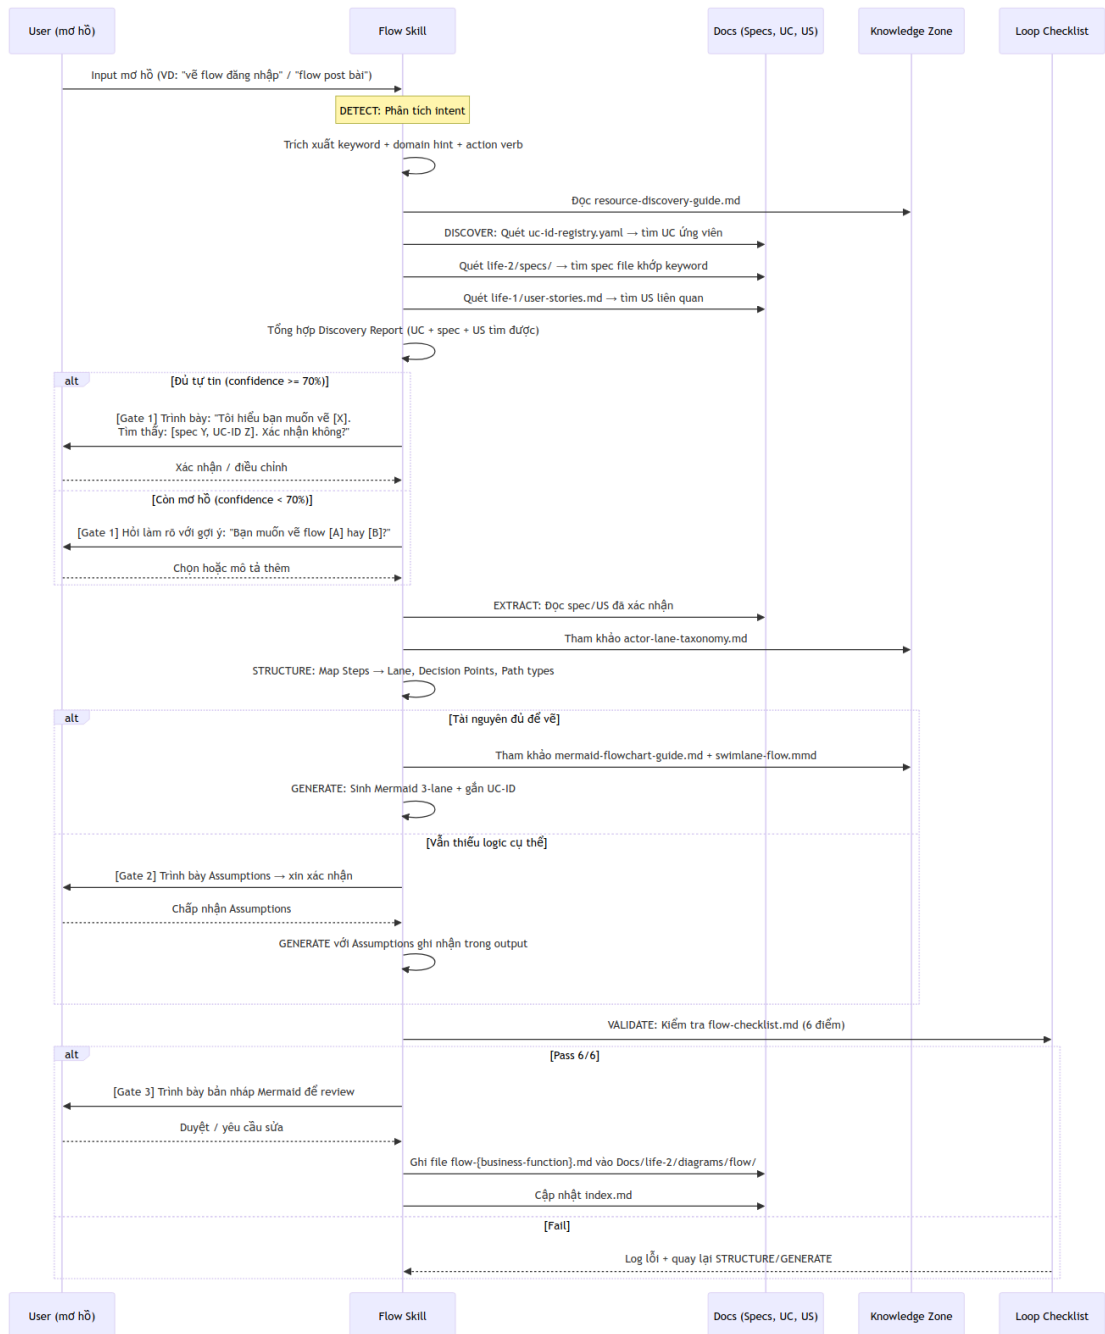 User (mơ hồ)
Flow Skill
Docs (Specs, UC, US)
Knowledge Zone
Loop Checklist
Input mơ hồ (VD: "vẽ flow đăng nhập" / "flow post bài")
DETECT: Phân tích intent
Trích xuất keyword + domain hint + action verb
Đọc resource-discovery-guide.md
DISCOVER: Quét uc-id-registry.yaml → tìm UC ứng viên
Quét life-2/specs/ → tìm spec file khớp keyword
Quét life-1/user-stories.md → tìm US liên quan
Tổng hợp Discovery Report (UC + spec + US tìm được)
alt
[Đủ tự tin (confidence >= 70%)]
[Gate 1] Trình bày: "Tôi hiểu bạn muốn vẽ [X].
Tìm thấy: [spec Y, UC-ID Z]. Xác nhận không?"
Xác nhận / điều chỉnh
[Còn mơ hồ (confidence < 70%)]
[Gate 1] Hỏi làm rõ với gợi ý: "Bạn muốn vẽ flow [A] hay [B]?"
Chọn hoặc mô tả thêm
EXTRACT: Đọc spec/US đã xác nhận
Tham khảo actor-lane-taxonomy.md
STRUCTURE: Map Steps → Lane, Decision Points, Path types
alt
[Tài nguyên đủ để vẽ]
Tham khảo mermaid-flowchart-guide.md + swimlane-flow.mmd
GENERATE: Sinh Mermaid 3-lane + gắn UC-ID
[Vẫn thiếu logic cụ thể]
[Gate 2] Trình bày Assumptions → xin xác nhận
Chấp nhận Assumptions
GENERATE với Assumptions ghi nhận trong output
VALIDATE: Kiểm tra flow-checklist.md (6 điểm)
alt
[Pass 6/6]
[Gate 3] Trình bày bản nháp Mermaid để review
Duyệt / yêu cầu sửa
Ghi file flow-{business-function}.md vào Docs/life-2/diagrams/flow/
Cập nhật index.md
[Fail]
Log lỗi + quay lại STRUCTURE/GENERATE
User (mơ hồ)
Flow Skill
Docs (Specs, UC, US)
Knowledge Zone
Loop Checklist